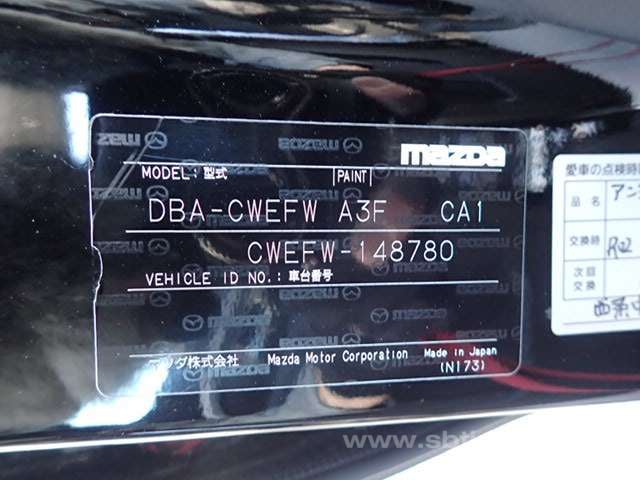 mazda
MODEL:型式 PAINT
DBA-CWEFW A3F CA1
CWEFW-148780
VEHICLE ID NO.:車台番号
マツダ株式会社 Mazda Motor Corporation Made in Japan
(N173)
愛車の点検時
品名 アン
交換時
次回
交換
www.sbt